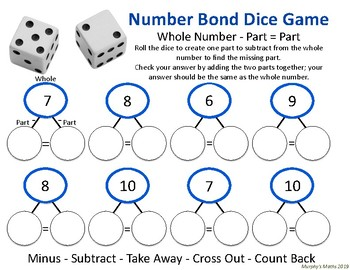 Number Bond Dice Game
Whole Number - Part = Part
Roll the dice to create one part to subtract from the whole
number to find the missing part.
Check your answer by adding the two parts together; your
answer should be the same as the whole number.
Whole
7 8 6 9
Part Part
= = = =
8 10 7 10
= = = =
Minus - Subtract - Take Away - Cross Out - Count Back
Murphy's Maths 2019